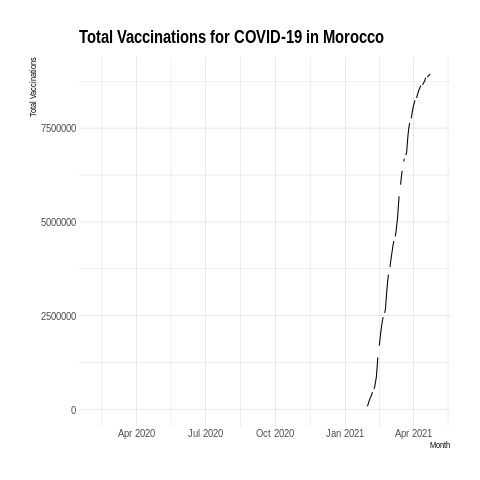 Total Vaccinations for COVID-19 in Morocco
Total Vaccinations
7500000
5000000
2500000
0
Apr 2020 Jul 2020 Oct 2020 Jan 2021 Apr 2021
Month